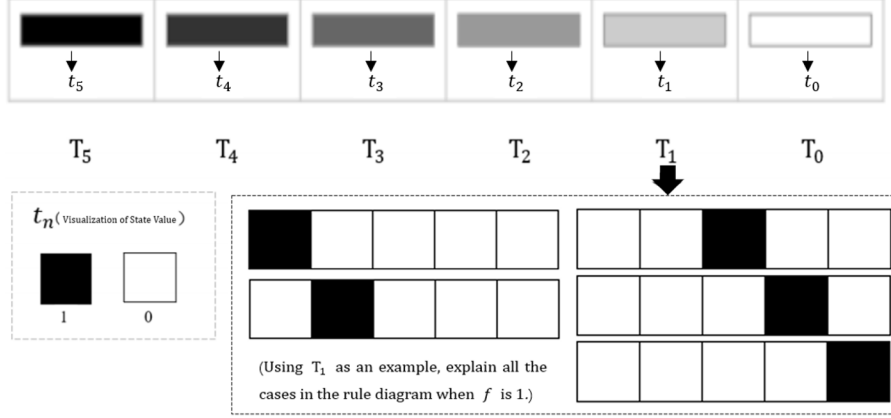 t₅ t₄ t₃ t₂ t₁ t₀
T₅ T₄ T₃ T₂ T₁ T₀
tₙ( Visualization of State Value )
1 0
(Using T₁ as an example, explain all the
cases in the rule diagram when f is 1.)